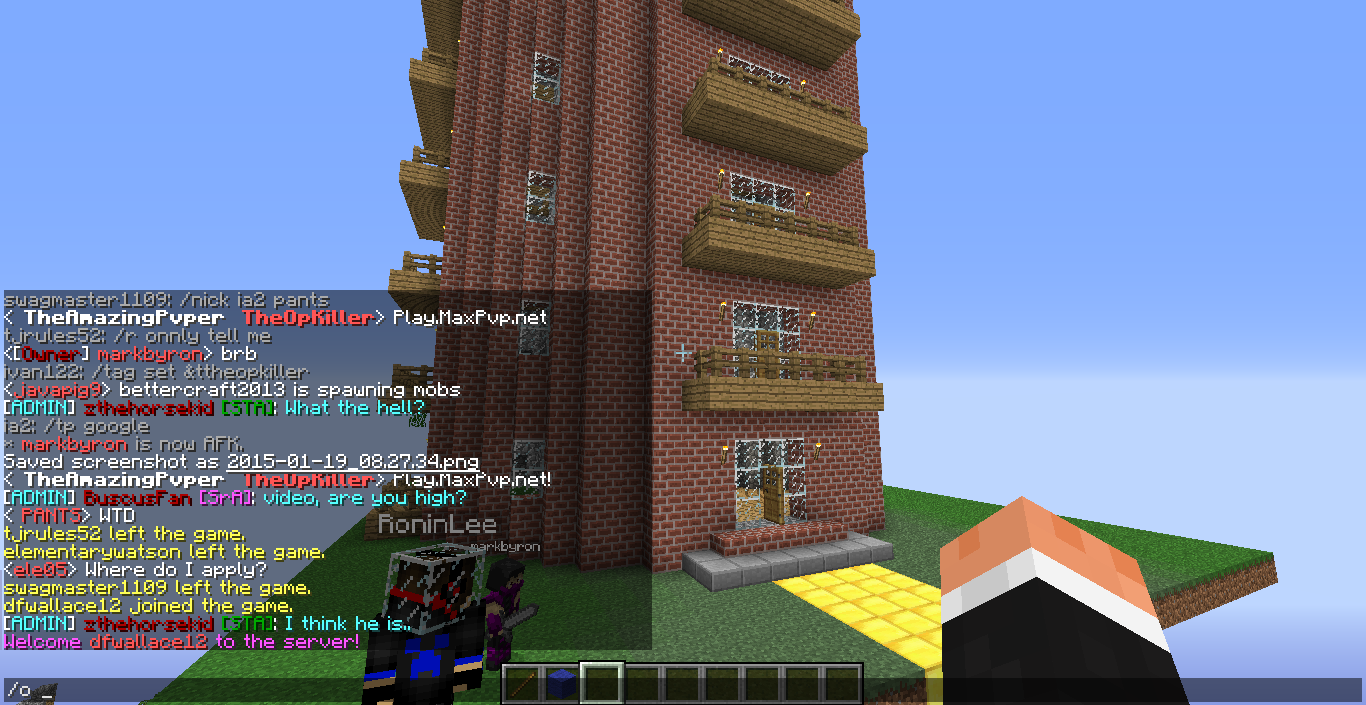 swagmaster1109: /nick ia2 pants
< TheAmazingPvper TheOpKiller> Play.MaxPvp.net
tjrules52: /r onnly tell me
<[Owner] markbyron> brb
ivan122: /tag set &ttheopkiller
<javapig9> bettercraft2013 is spawning mobs
[ADMIN] zthehorsekid [STA]: What the hell?
ia2: /tp google
* markbyron is now AFK.
Saved screenshot as 2015-01-19_08.27.34.png
< TheAmazingPvper TheOpKiller> Play.MaxPvp.net!
[ADMIN] BuscusFan [SrA]: video, are you high?
< PANTS> WTD
tjrules52 left the game.
elementarywatson left the game.
<ele05> Where do I apply?
swagmaster1109 left the game.
dfwallace12 joined the game.
[ADMIN] zthehorsekid [STA]: I think he is..
Welcome dfwallace12 to the server!
RoninLee
markbyron
/o _